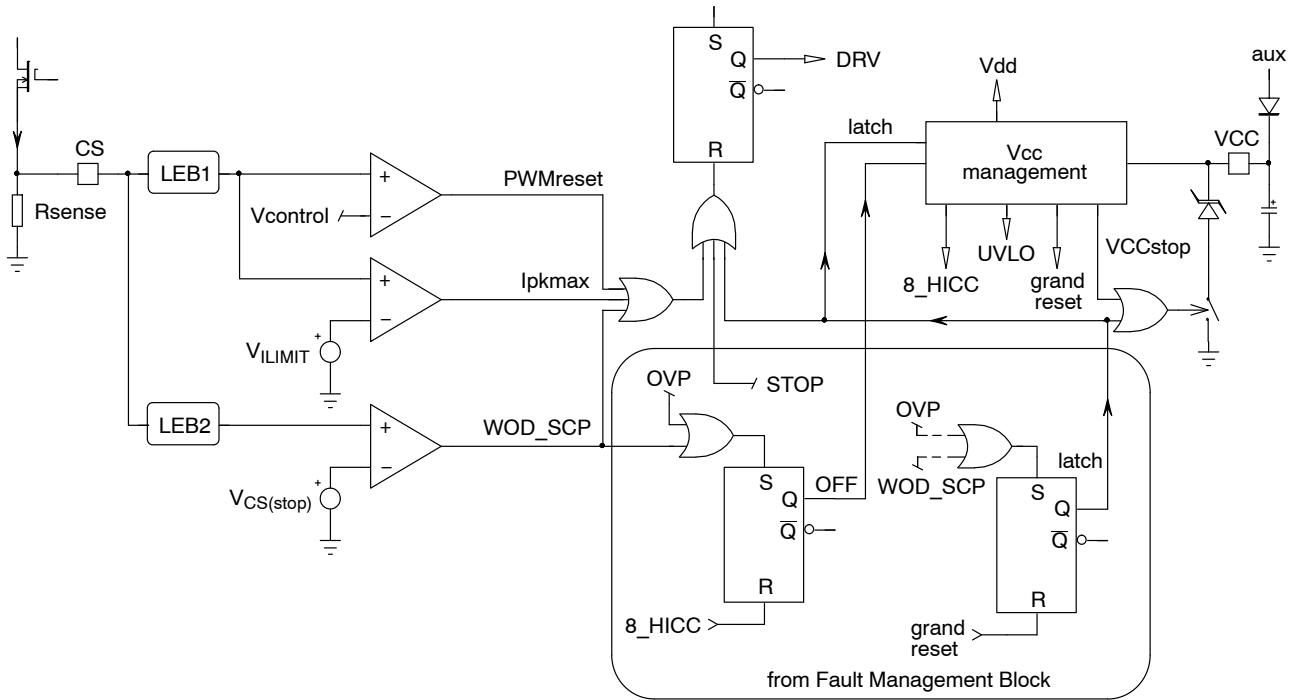 S
Q
DRV
Q
R
aux
Vdd
latch
VCC
Vcc
management
CS
LEB1
+
PWMreset
Rsense
Vcontrol
−
UVLO
VCCstop
8_HICC
grand
reset
+
Ipkmax
−
+
VILIMIT
OVP
STOP
LEB2
+
WOD_SCP
OVP
−
WOD_SCP
latch
+
VCS(stop)
S
OFF
Q
Q
R
S
Q
Q
R
8_HICC
grand
reset
from Fault Management Block
+